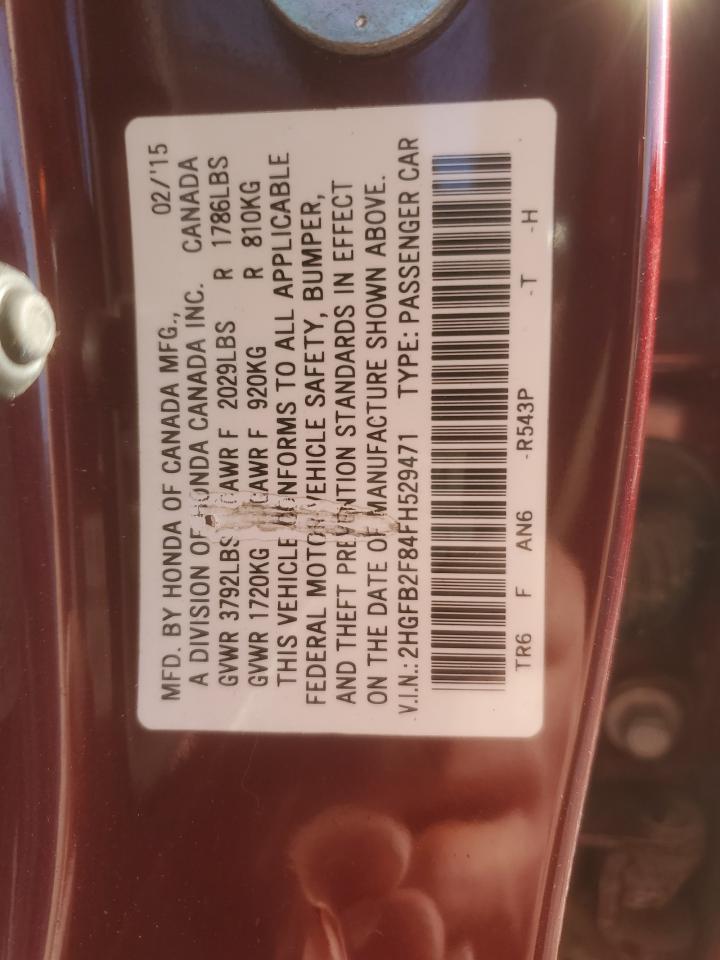 MFD. BY HONDA OF CANADA MFG., 02/'15
A DIVISION OF HONDA CANADA INC. CANADA
GVWR 3792LBS GAWR F 2029LBS R 1786LBS
GVWR 1720KG GAWR F 920KG R 810KG
THIS VEHICLE CONFORMS TO ALL APPLICABLE
FEDERAL MOTOR VEHICLE SAFETY, BUMPER,
AND THEFT PREVENTION STANDARDS IN EFFECT
ON THE DATE OF MANUFACTURE SHOWN ABOVE.
V.I.N.: 2HGFB2F84FH529471 TYPE: PASSENGER CAR
TR6 F AN6 -R543P -T -H